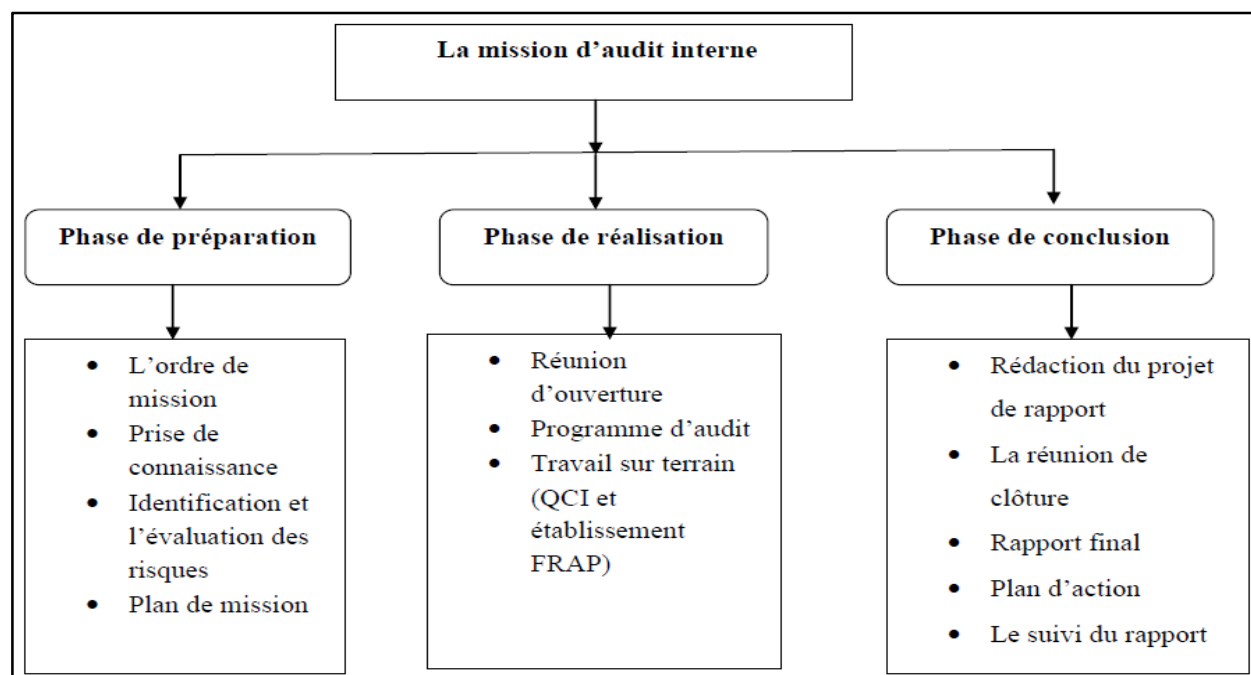 La mission d’audit interne
Phase de préparation
Phase de réalisation
Phase de conclusion
• L’ordre de
mission
• Prise de
connaissance
• Identification et
l’évaluation des
risques
• Plan de mission
• Réunion
d’ouverture
• Programme d’audit
• Travail sur terrain
(QCI et
établissement
FRAP)
• Rédaction du projet
de rapport
• La réunion de
clôture
• Rapport final
• Plan d’action
• Le suivi du rapport